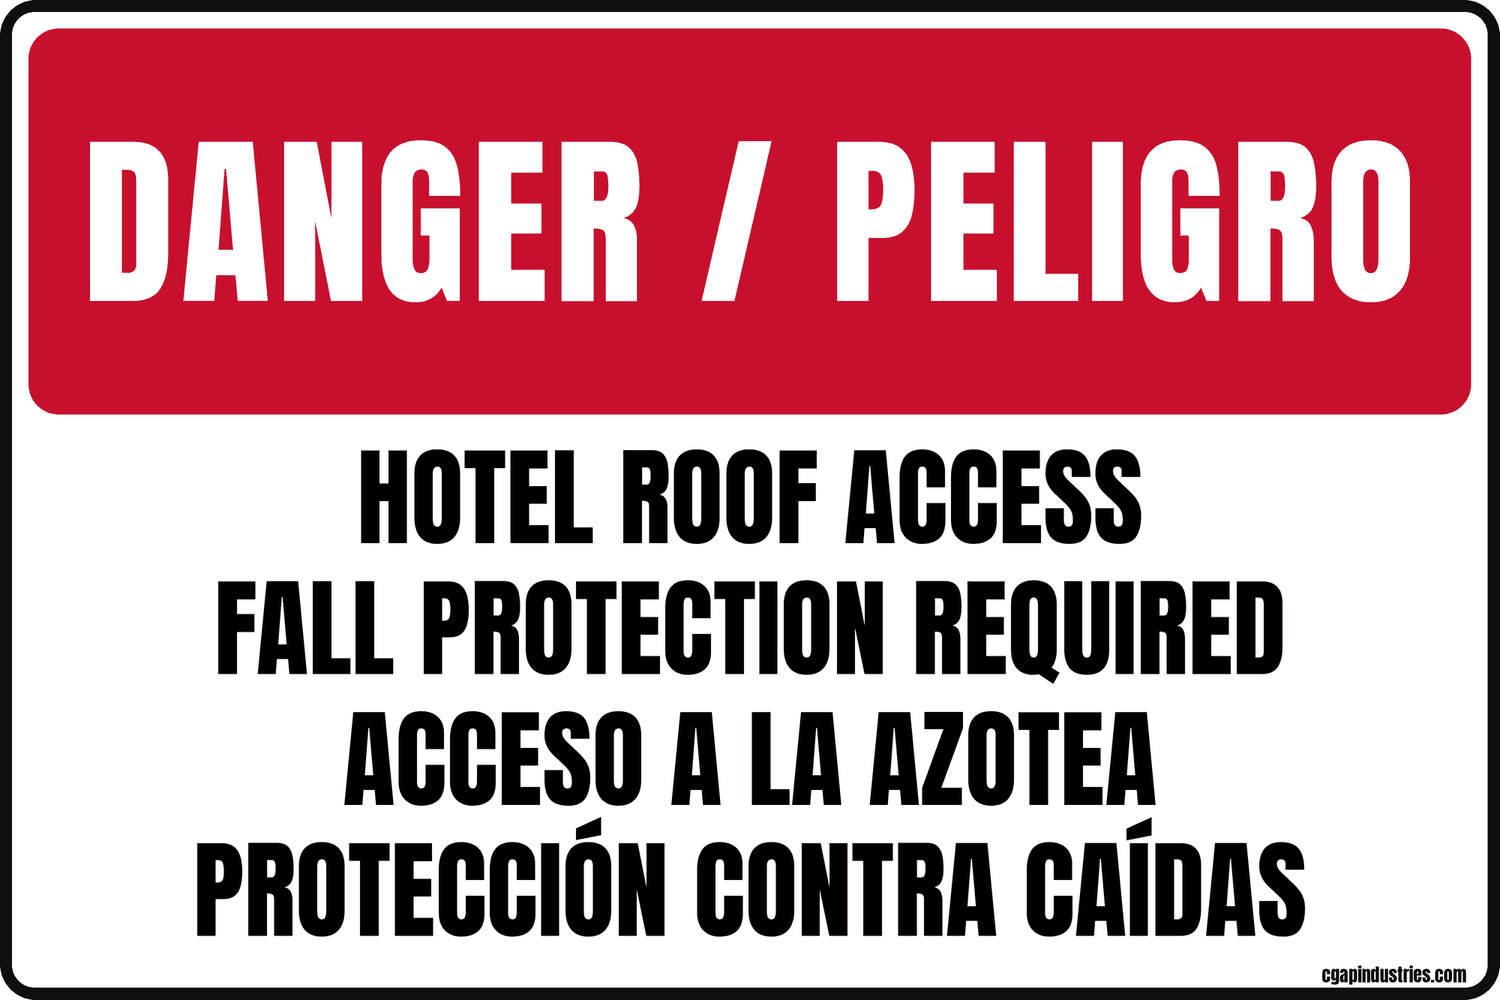 DANGER / PELIGRO
HOTEL ROOF ACCESS
FALL PROTECTION REQUIRED
ACCESO A LA AZOTEA
PROTECCIÓN CONTRA CAÍDAS
cgapindustries.com